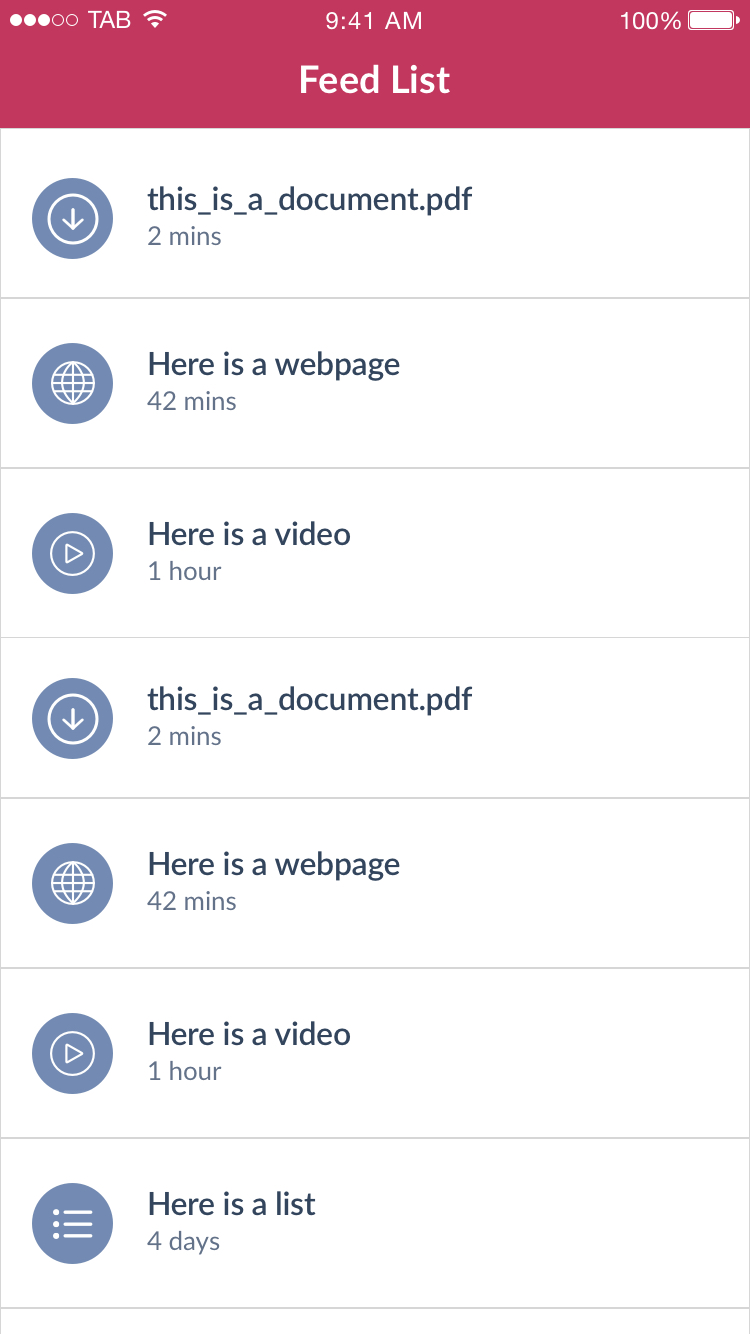 TAB 9:41 AM 100%
Feed List
this_is_a_document.pdf
2 mins
Here is a webpage
42 mins
Here is a video
1 hour
this_is_a_document.pdf
2 mins
Here is a webpage
42 mins
Here is a video
1 hour
Here is a list
4 days